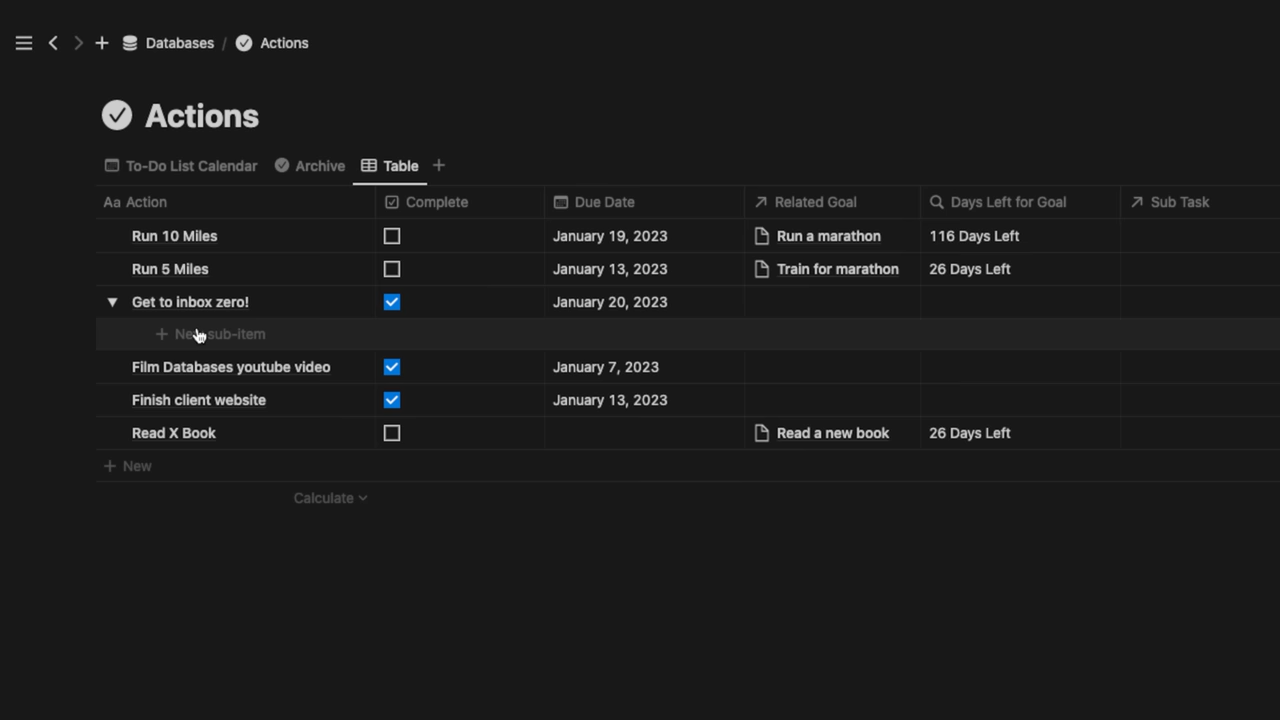 Databases / Actions
Actions
To-Do List Calendar Archive Table +
Aa Action Complete Due Date Related Goal Days Left for Goal Sub Task
Run 10 Miles January 19, 2023 Run a marathon 116 Days Left
Run 5 Miles January 13, 2023 Train for marathon 26 Days Left
Get to inbox zero! January 20, 2023
+ New sub-item
Film Databases youtube video January 7, 2023
Finish client website January 13, 2023
Read X Book Read a new book 26 Days Left
+ New
Calculate